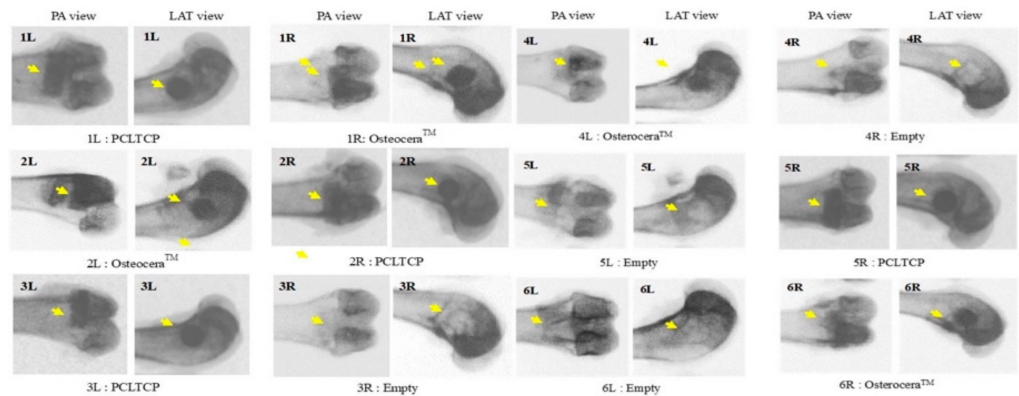 PA view LAT view PA view LAT view PA view LAT view PA view LAT view
1L 1L 1R 1R 4L 4L 4R 4R
1L : PCLTCP 1R: Osteocera™ 4L : Osterocera™ 4R : Empty
2L 2L 2R 2R 5L 5L 5R 5R
2L : Osteocera™ 2R : PCLTCP 5L : Empty 5R : PCLTCP
3L 3L 3R 3R 6L 6L 6R 6R
3L : PCLTCP 3R : Empty 6L : Empty 6R : Osterocera™